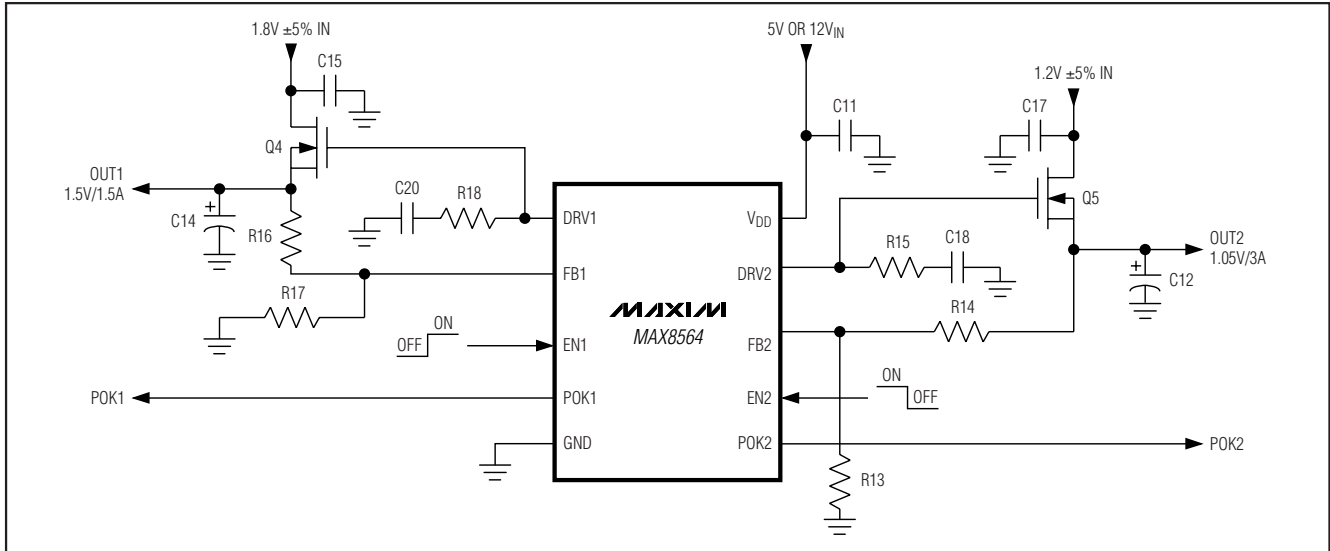 1.8V ±5% IN
5V OR 12VIN
C15
1.2V ±5% IN
C11
C17
Q4
OUT1
1.5V/1.5A
C20
R18
Q5
C14
R16
DRV1
VDD
OUT2
1.05V/3A
R15
C18
C12
FB1
DRV2
R17
MAXIM
MAX8564
R14
ON
OFF
EN1
FB2
ON
OFF
POK1
POK1
EN2
GND
POK2
POK2
R13